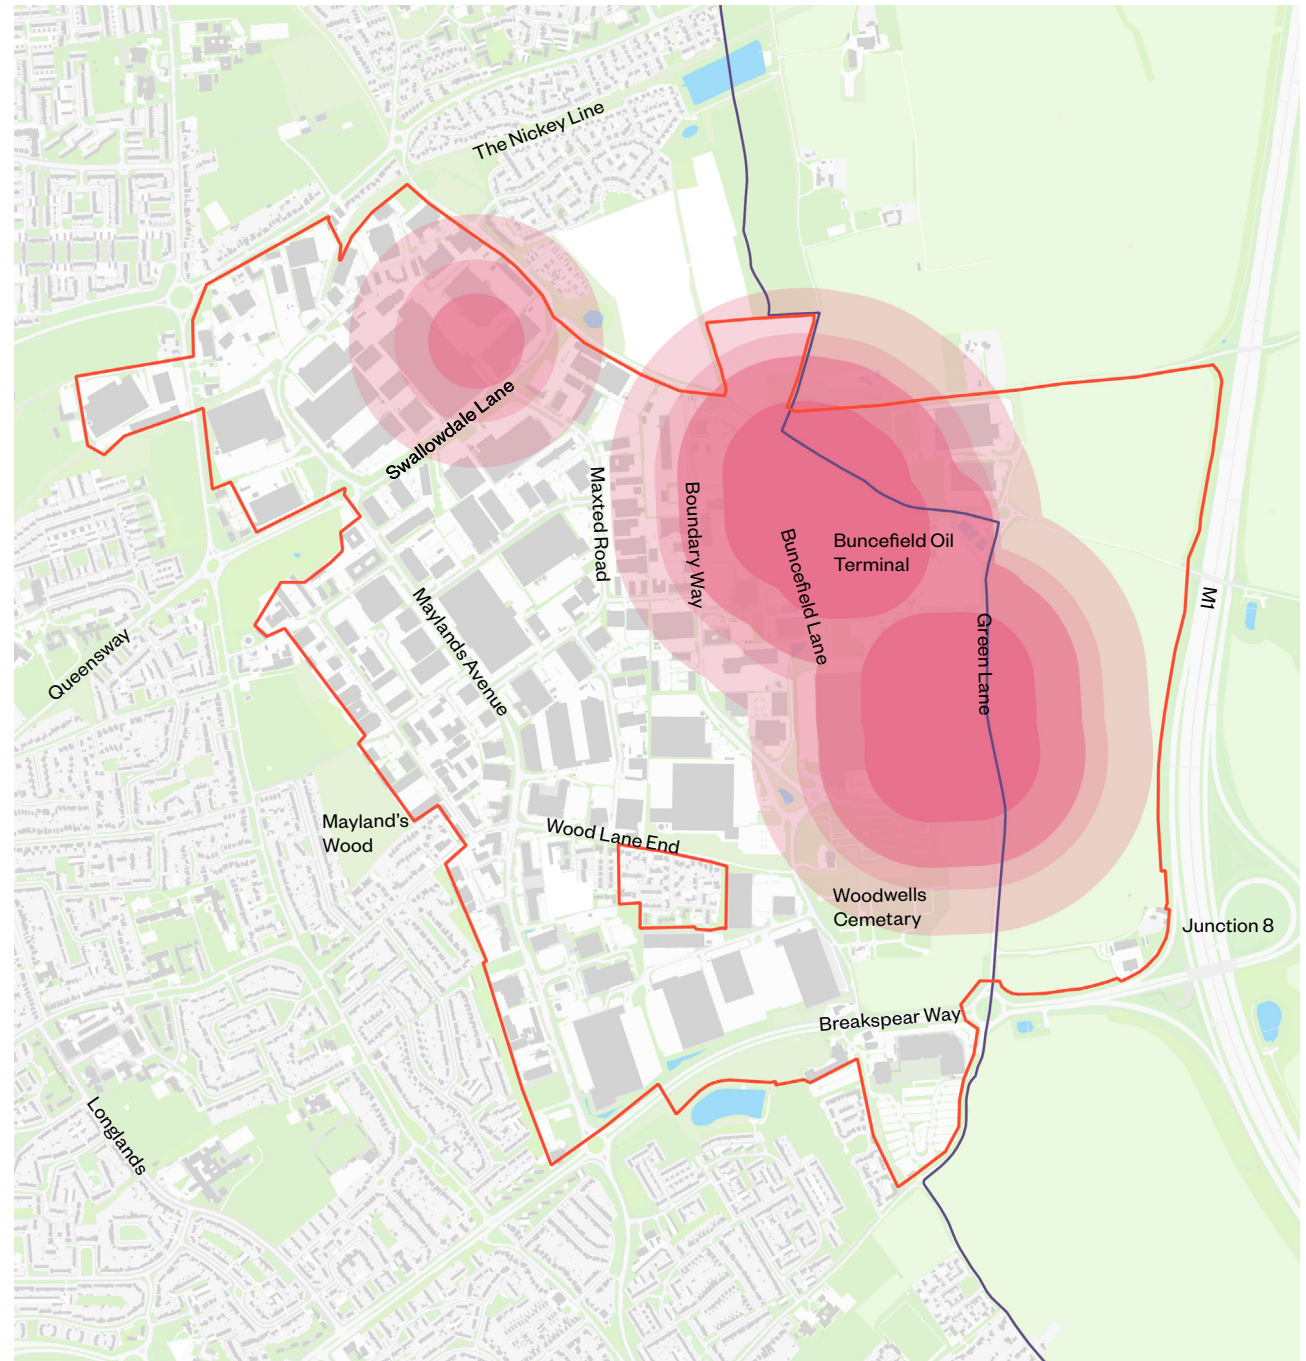 The Nickey Line
Swallowdale Lane
Maxted Road
Boundary Way
Buncefield Lane
Buncefield Oil
Terminal
Green Lane
M1
Maylands Avenue
Queensway
Mayland's
Wood
Wood Lane End
Woodwells
Cemetary
Junction 8
Breakspear Way
Longlands